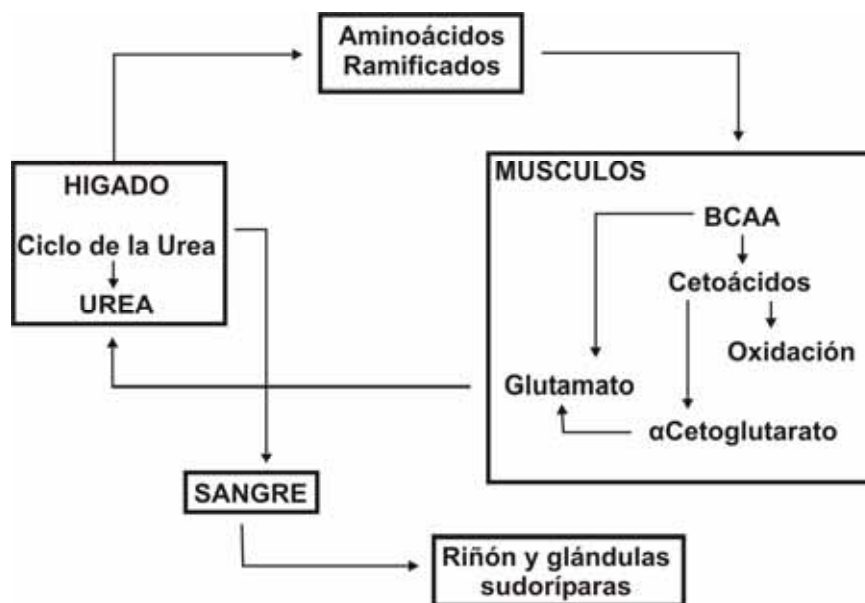 Aminoácidos
Ramificados
HIGADO
Ciclo de la Urea
UREA
MUSCULOS
BCAA
Cetoácidos
Oxidación
Glutamato
αCetoglutarato
SANGRE
Riñón y glándulas
sudoríparas